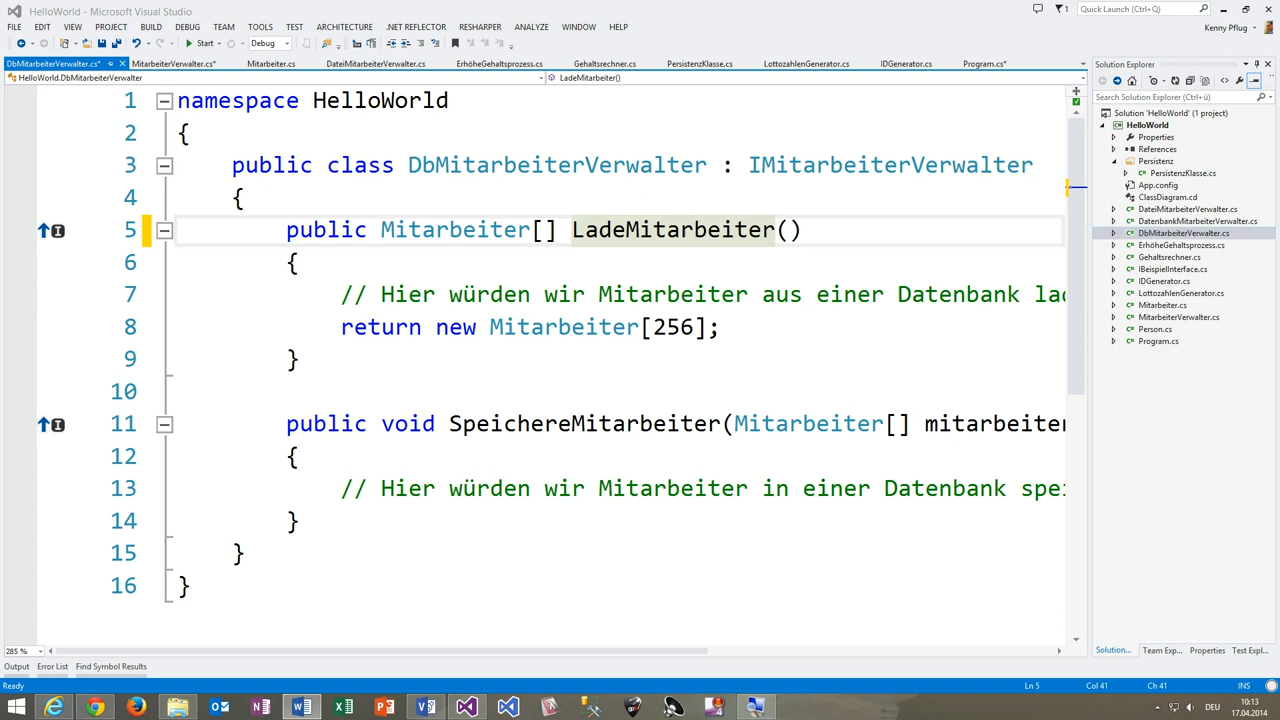 HelloWorld - Microsoft Visual Studio
Quick Launch (Ctrl+Q)
FILE EDIT VIEW PROJECT BUILD DEBUG TEAM TOOLS TEST ARCHITECTURE .NET REFLECTOR RESHARPER ANALYZE WINDOW HELP
Kenny Pflug
Start Debug
DbMitarbeiterVerwalter.cs* MitarbeiterVerwalter.cs* Mitarbeiter.cs DateiMitarbeiterVerwalter.cs ErhöheGehaltsprozess.cs Gehaltsrechner.cs PersistenzKlasse.cs LottozahlenGenerator.cs IDGenerator.cs Program.cs*
HelloWorld.DbMitarbeiterVerwalter LadeMitarbeiter()
1 namespace HelloWorld
2 {
3 public class DbMitarbeiterVerwalter : IMitarbeiterVerwalter
4 {
5 public Mitarbeiter[] LadeMitarbeiter()
6 {
7 // Hier würden wir Mitarbeiter aus einer Datenbank la
8 return new Mitarbeiter[256];
9 }
10
11 public void SpeichereMitarbeiter(Mitarbeiter[] mitarbeiter
12 {
13 // Hier würden wir Mitarbeiter in einer Datenbank spei
14 }
15 }
16 }
Solution Explorer
Search Solution Explorer (Ctrl+ü)
Solution 'HelloWorld' (1 project)
HelloWorld
Properties
References
Persistenz
PersistenzKlasse.cs
App.config
ClassDiagram.cd
DateiMitarbeiterVerwalter.cs
DatenbankMitarbeiterVerwalter.cs
DbMitarbeiterVerwalter.cs
ErhöheGehaltsprozess.cs
Gehaltsrechner.cs
IBeispielInterface.cs
IDGenerator.cs
LottozahlenGenerator.cs
Mitarbeiter.cs
MitarbeiterVerwalter.cs
Person.cs
Program.cs
285 %
Solution... Team Exp... Properties Test Expl...
Output Error List Find Symbol Results
Ready Ln 5 Col 41 Ch 41 INS
DEU 10:13
17.04.2014